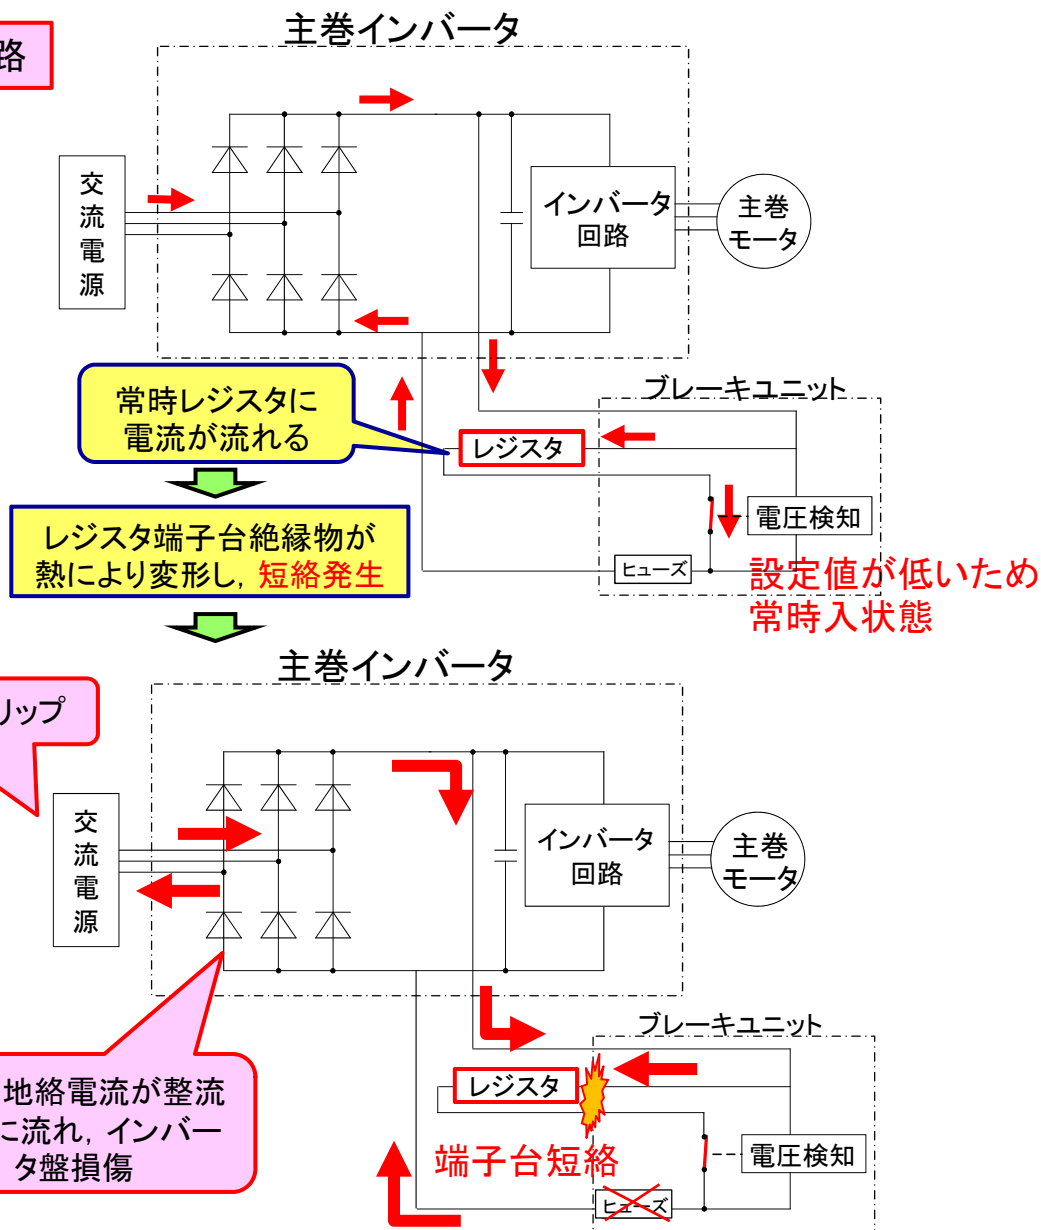 路
主巻インバータ
交
流
電
源
インバータ
回路
主巻
モータ
常時レジスタに
電流が流れる
ブレーキユニット
レジスタ
電圧検知
ヒューズ
設定値が低いため
常時入状態
レジスタ端子台絶縁物が
熱により変形し，短絡発生
主巻インバータ
リップ
交
流
電
源
インバータ
回路
主巻
モータ
ブレーキユニット
レジスタ
端子台短絡
電圧検知
ヒューズ
地絡電流が整流
に流れ，インバー
タ盤損傷